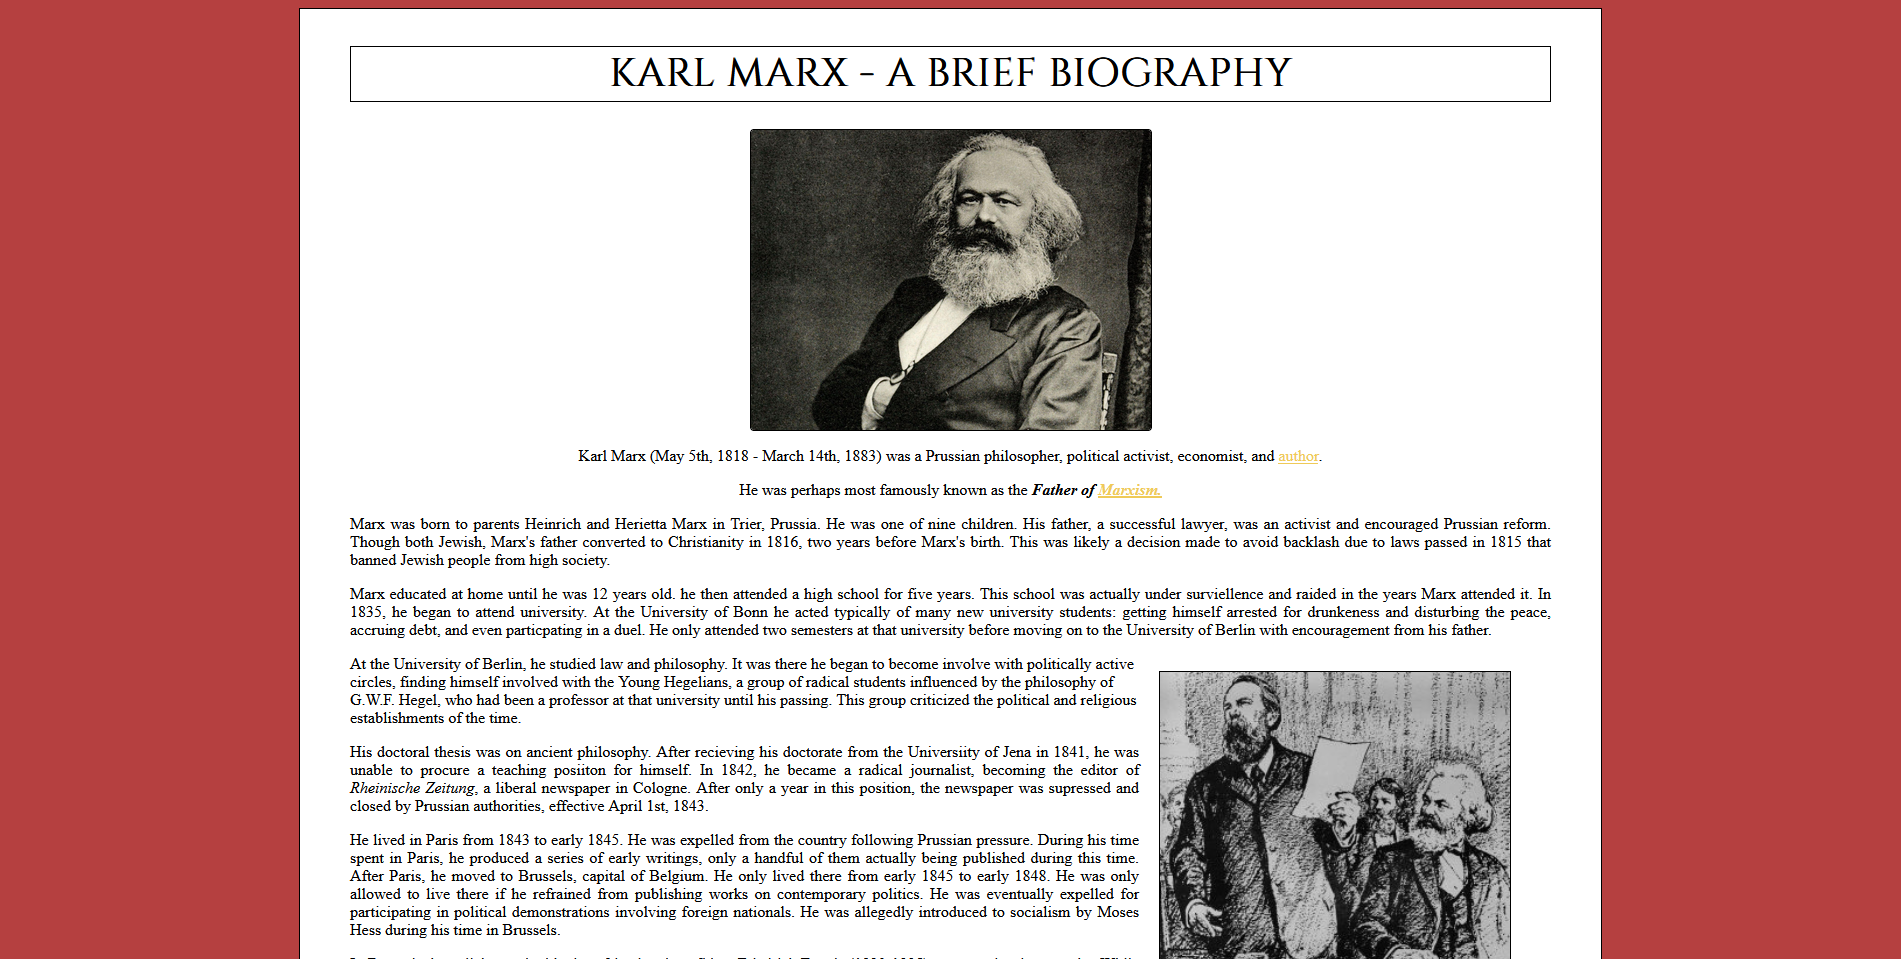 KARL MARX - A BRIEF BIOGRAPHY
Karl Marx (May 5th, 1818 - March 14th, 1883) was a Prussian philosopher, political activist, economist, and author.
He was perhaps most famously known as the Father of Marxism.
Marx was born to parents Heinrich and Herietta Marx in Trier, Prussia. He was one of nine children. His father, a successful lawyer, was an activist and encouraged Prussian reform.
Though both Jewish, Marx's father converted to Christianity in 1816, two years before Marx's birth. This was likely a decision made to avoid backlash due to laws passed in 1815 that
banned Jewish people from high society.
Marx educated at home until he was 12 years old. he then attended a high school for five years. This school was actually under surviellence and raided in the years Marx attended it. In
1835, he began to attend university. At the University of Bonn he acted typically of many new university students: getting himself arrested for drunkeness and disturbing the peace,
accruing debt, and even particpating in a duel. He only attended two semesters at that university before moving on to the University of Berlin with encouragement from his father.
At the University of Berlin, he studied law and philosophy. It was there he began to become involve with politically active
circles, finding himself involved with the Young Hegelians, a group of radical students influenced by the philosophy of
G.W.F. Hegel, who had been a professor at that university until his passing. This group criticized the political and religious
establishments of the time.
His doctoral thesis was on ancient philosophy. After recieving his doctorate from the Universiity of Jena in 1841, he was
unable to procure a teaching posiiton for himself. In 1842, he became a radical journalist, becoming the editor of
Rheinische Zeitung, a liberal newspaper in Cologne. After only a year in this position, the newspaper was supressed and
closed by Prussian authorities, effective April 1st, 1843.
He lived in Paris from 1843 to early 1845. He was expelled from the country following Prussian pressure. During his time
spent in Paris, he produced a series of early writings, only a handful of them actually being published during this time.
After Paris, he moved to Brussels, capital of Belgium. He only lived there from early 1845 to early 1848. He was only
allowed to live there if he refrained from publishing works on contemporary politics. He was eventually expelled for
participating in political demonstrations involving foreign nationals. He was allegedly introduced to socialism by Moses
Hess during his time in Brussels.